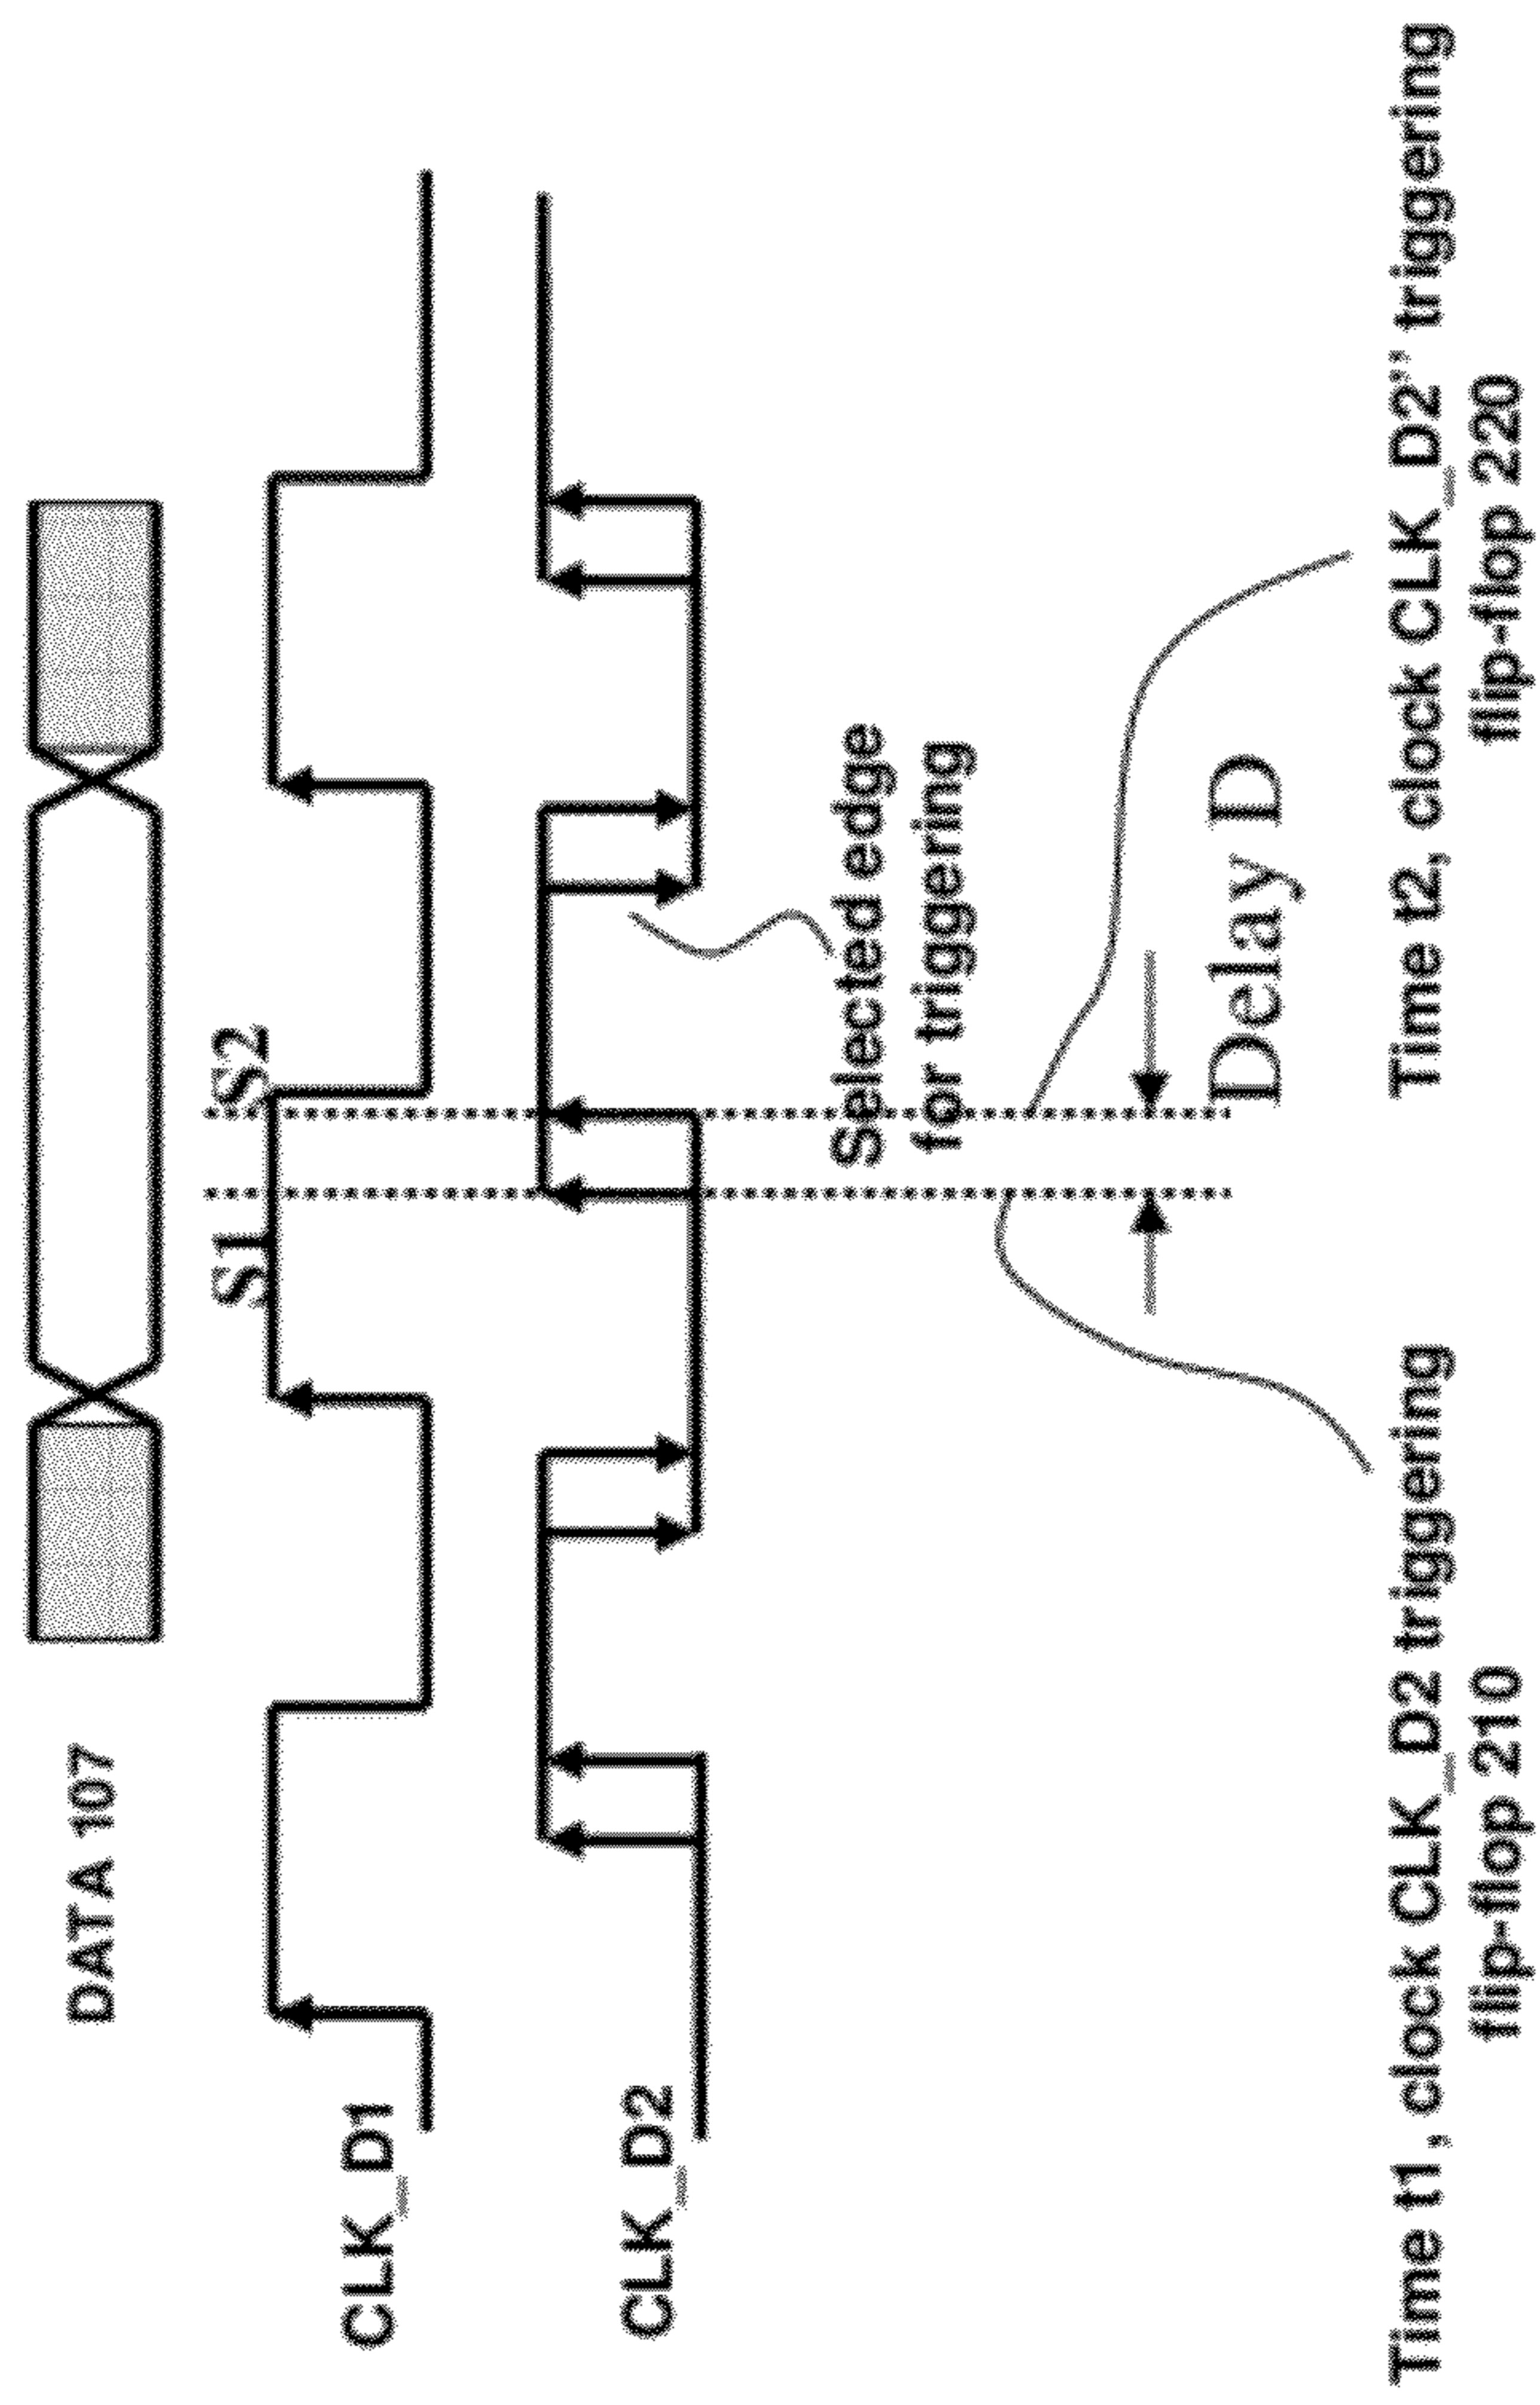 DATA 107
S1
S2
CLK_D1
CLK_D2
Selected edge
for triggering
Delay D
Time t1, clock CLK_D2 triggering
flip-flop 210
Time t2, clock CLK_D2" triggering
flip-flop 220